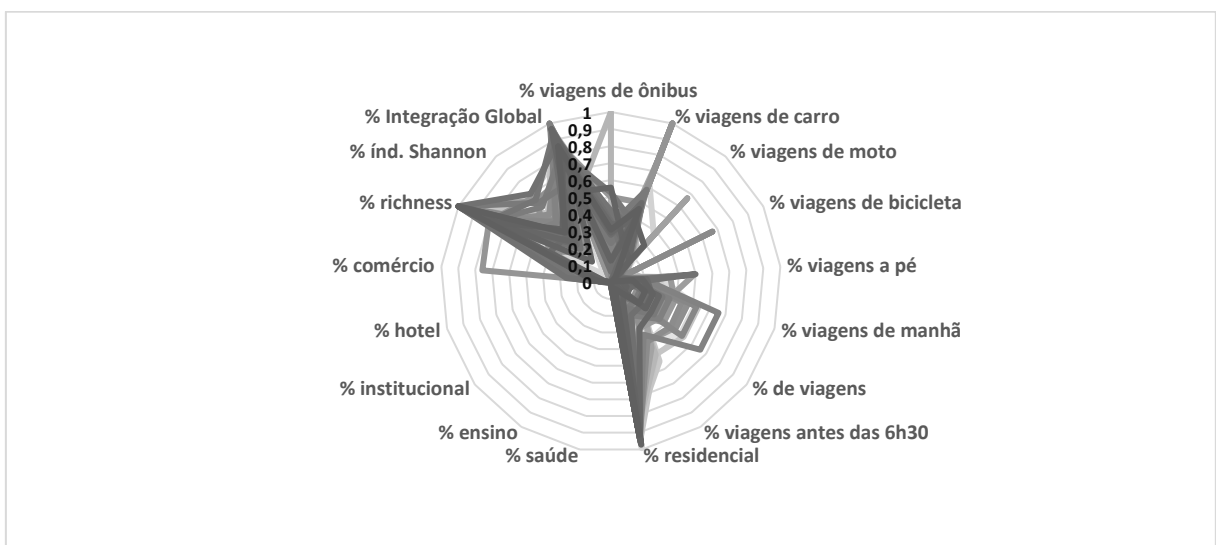 % viagens de ônibus
% Integração Global
1
% viagens de carro
0,9
% índ. Shannon
0,8
% viagens de moto
0,7
0,6
% richness
0,5
% viagens de bicicleta
0,4
0,3
0,2
% comércio
0,1
% viagens a pé
0
% hotel
% viagens de manhã
% institucional
% de viagens
% ensino
% viagens antes das 6h30
% saúde
% residencial